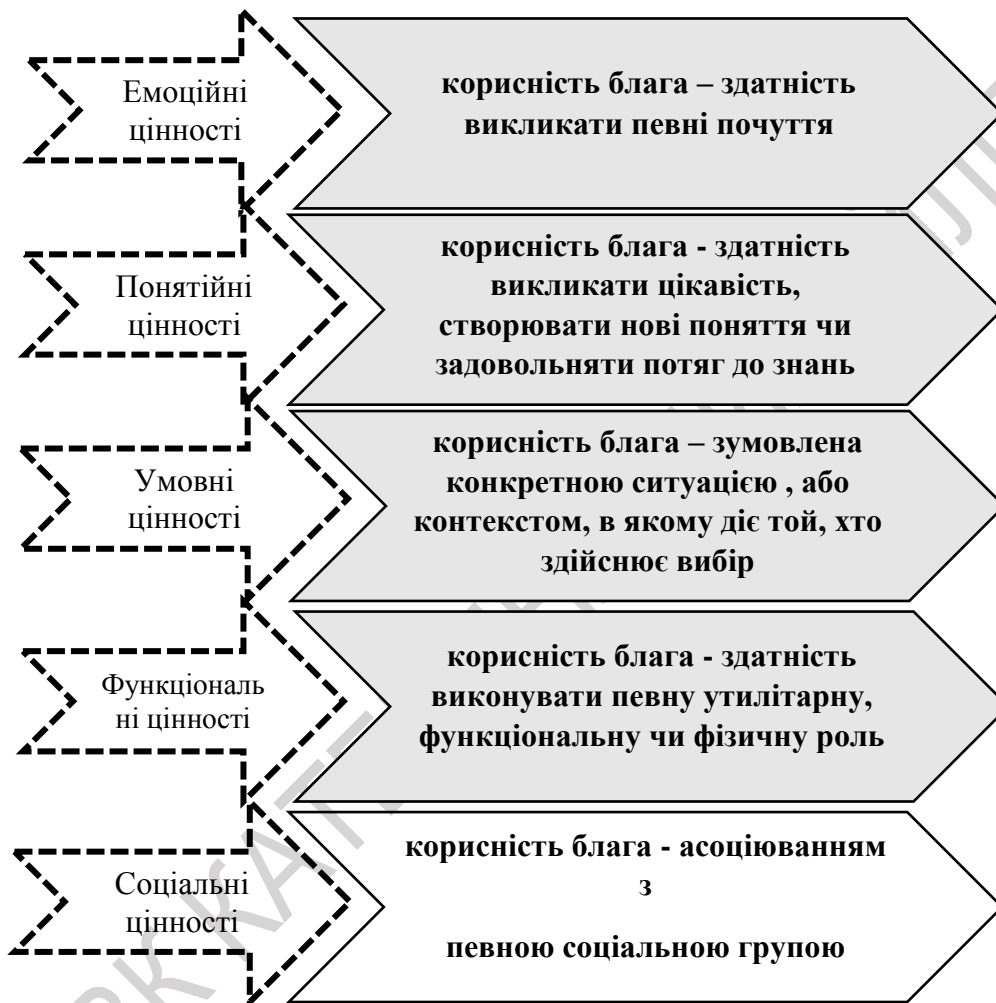 Емоційні
цінності
корисність блага – здатність
викликати певні почуття
Понятійні
цінності
корисність блага - здатність
викликати цікавість,
створювати нові поняття чи
задовольняти потяг до знань
Умовні
цінності
корисність блага – зумовлена
конкретною ситуацією , або
контекстом, в якому діє той, хто
здійснює вибір
Функціональ
ні цінності
корисність блага - здатність
виконувати певну утилітарну,
функціональну чи фізичну роль
Соціальні
цінності
корисність блага - асоціюванням
з
певною соціальною групою